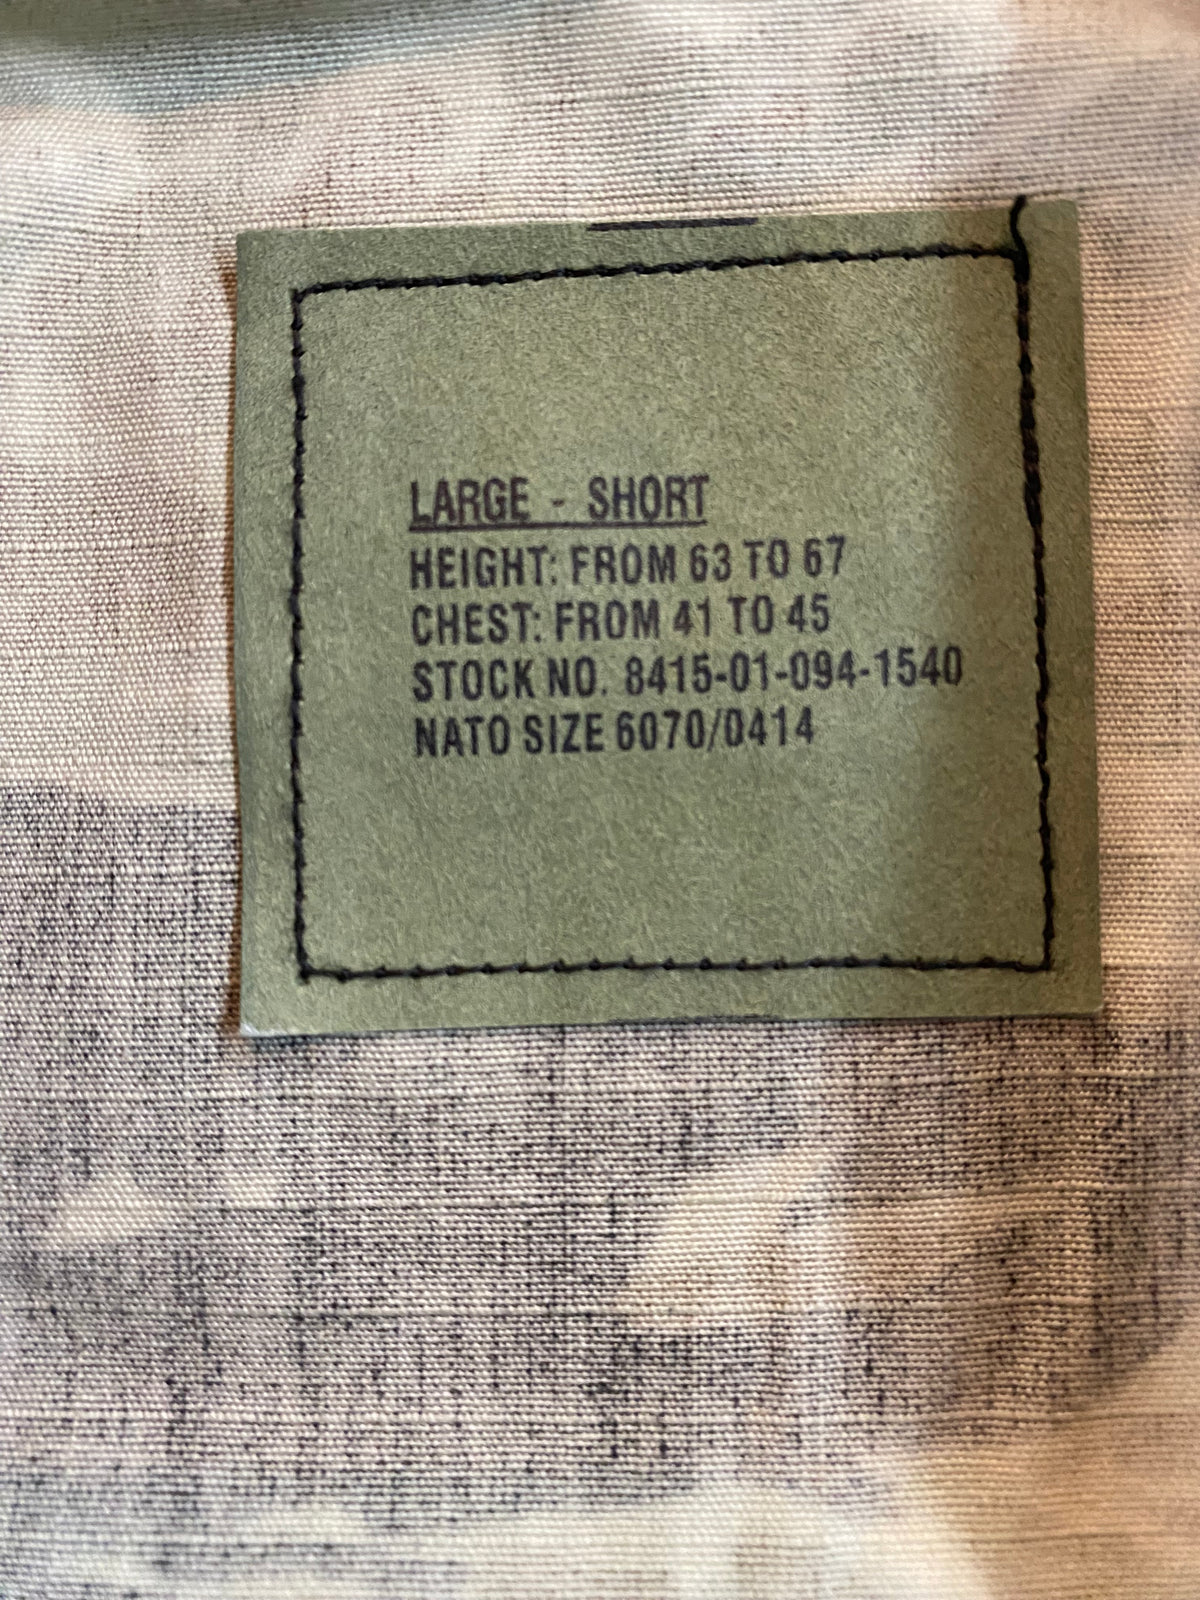 LARGE - SHORT
HEIGHT: FROM 63 TO 67
CHEST: FROM 41 TO 45
STOCK NO. 8415-01-094-1540
NATO SIZE 6070/0414